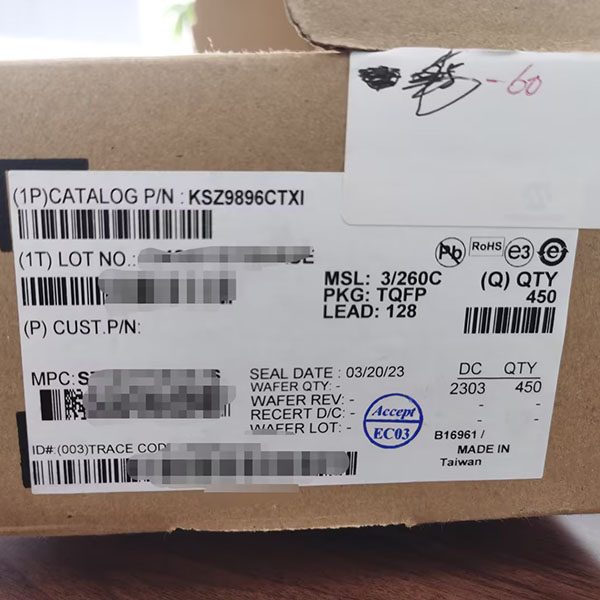 -60
(1P)CATALOG P/N : KSZ9896CTXI
(1T) LOT NO.:
Pb RoHS e3 e
MSL: 3/260C
PKG: TQFP
LEAD: 128
(Q) QTY
450
(P) CUST.P/N:
MPC:
SEAL DATE : 03/20/23
WAFER QTY: -
WAFER REV: -
RECERT D/C: -
WAFER LOT: -
Accept
EC03
DC QTY
2303 450
- -
- -
B16961 /
MADE IN
Taiwan
ID#:(003)TRACE COD